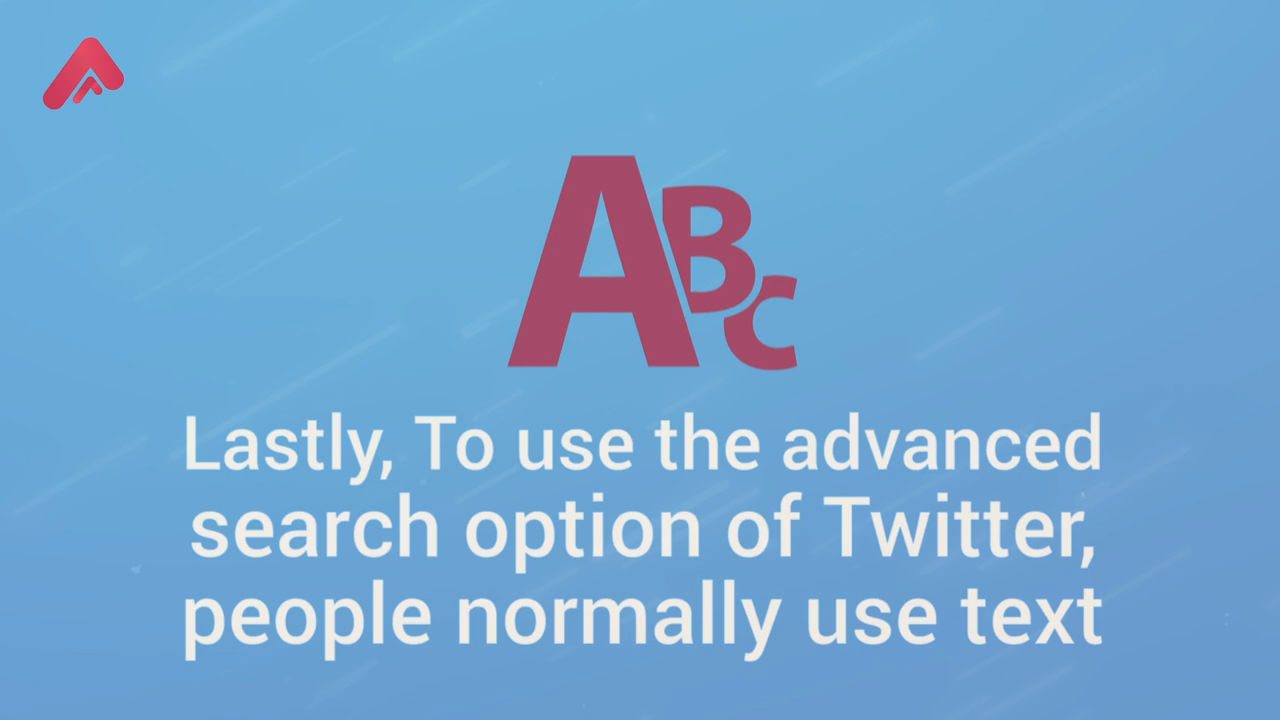 ABC
Lastly, To use the advanced
search option of Twitter,
people normally use text